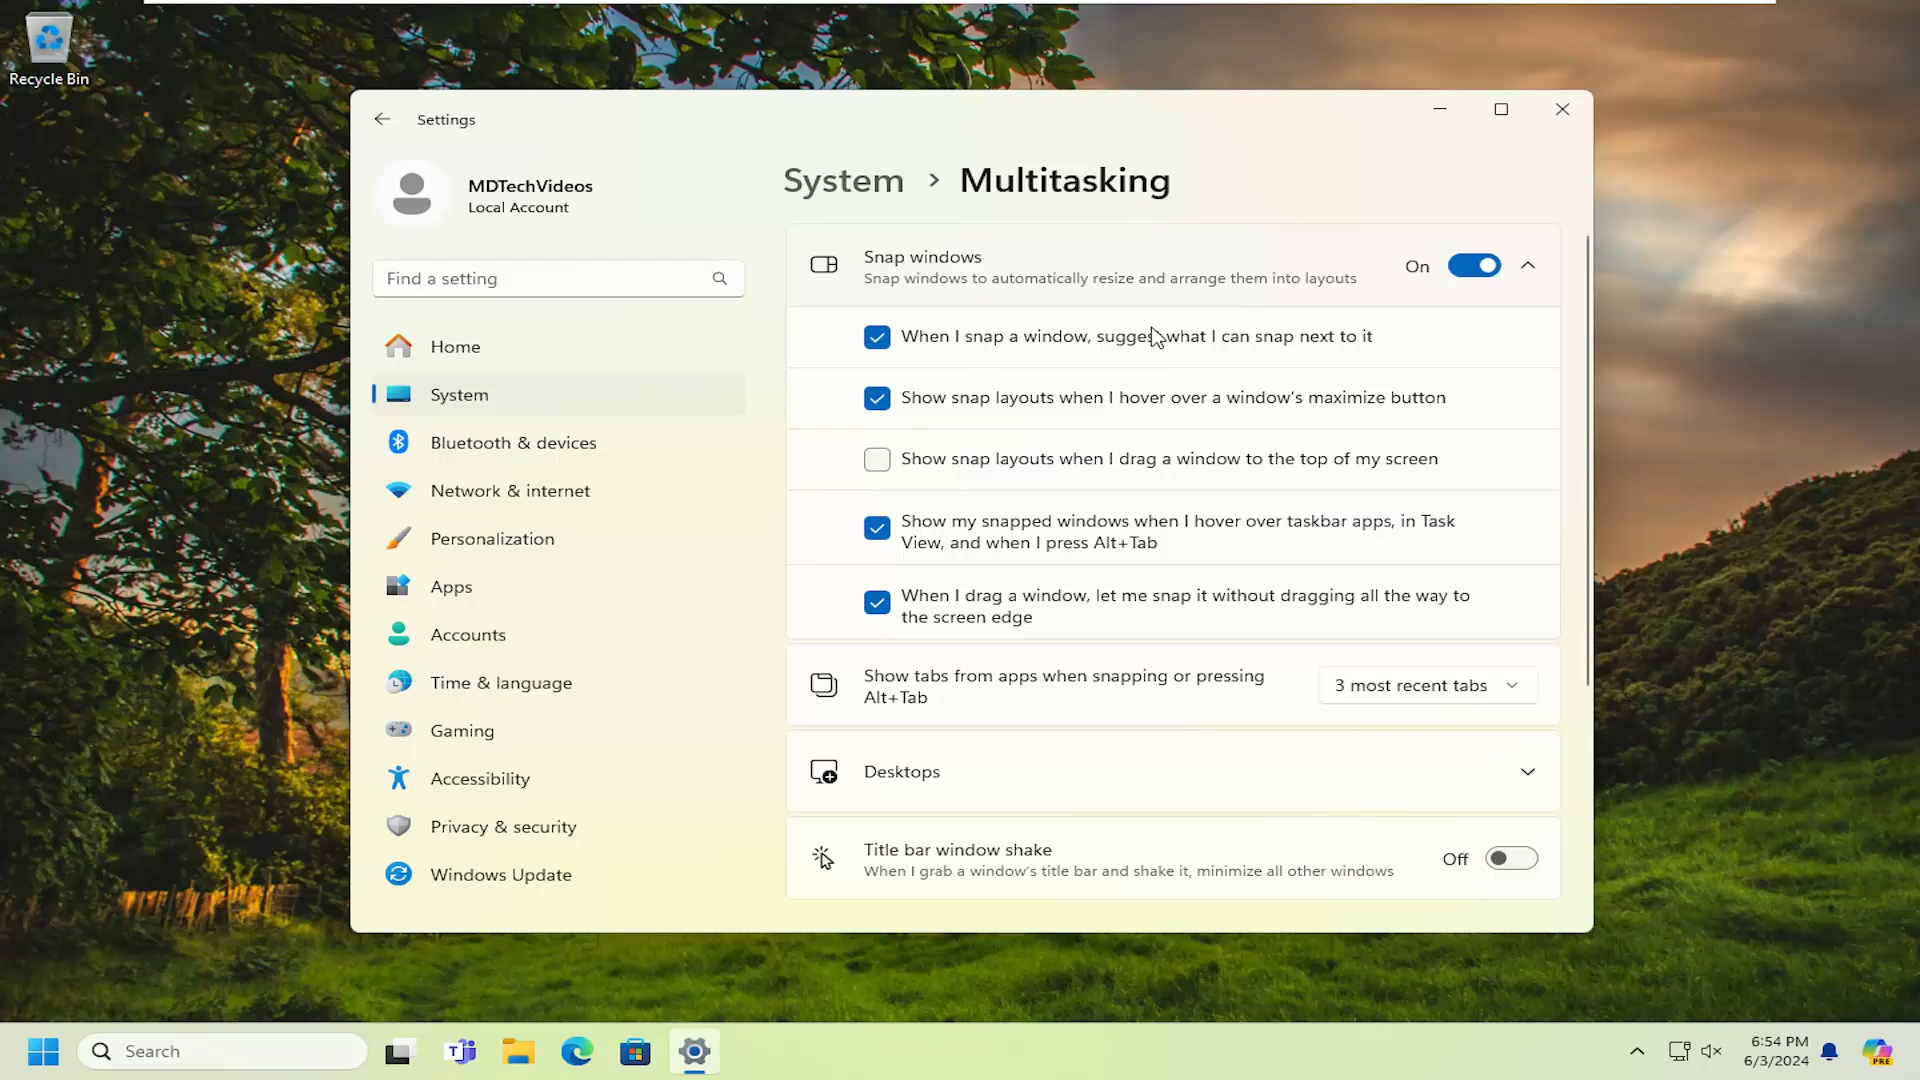 Recycle Bin
Settings
MDTechVideos
Local Account
Find a setting
Home
System
Bluetooth & devices
Network & internet
Personalization
Apps
Accounts
Time & language
Gaming
Accessibility
Privacy & security
Windows Update
System > Multitasking
Snap windows
Snap windows to automatically resize and arrange them into layouts
On
When I snap a window, suggest what I can snap next to it
Show snap layouts when I hover over a window's maximize button
Show snap layouts when I drag a window to the top of my screen
Show my snapped windows when I hover over taskbar apps, in Task
View, and when I press Alt+Tab
When I drag a window, let me snap it without dragging all the way to
the screen edge
Show tabs from apps when snapping or pressing
Alt+Tab
3 most recent tabs
Desktops
Title bar window shake
When I grab a window's title bar and shake it, minimize all other windows
Off
Search
6:54 PM
6/3/2024
PRE